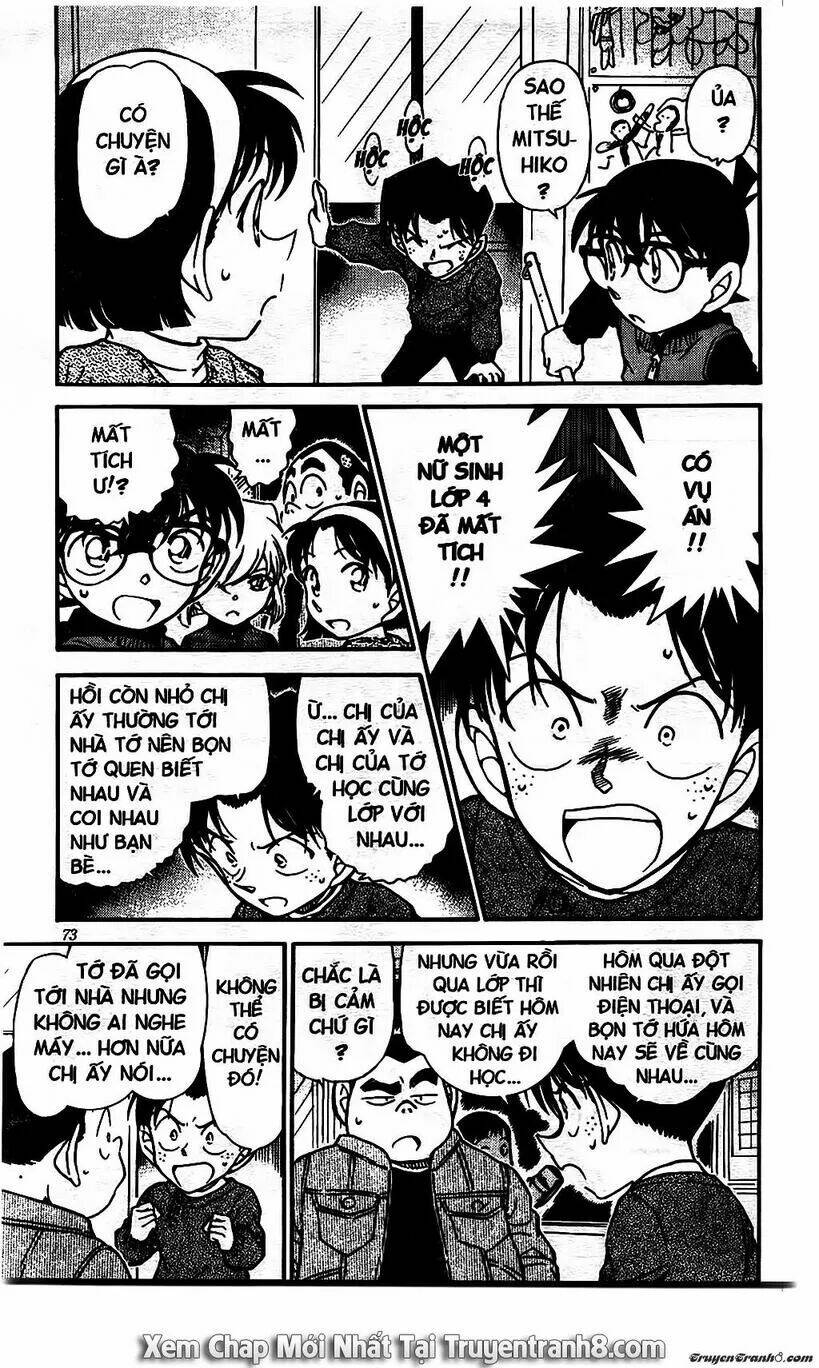 ỦA
?
SAO
THẾ
MITSU-
HIKO
?
HỘC
HỘC
HỘC
CÓ
CHUYỆN
GÌ À?
CÓ
VỤ
ÁN
!!
MỘT
NỮ SINH
LỚP 4
ĐÃ MẤT
TÍCH
!!
MẤT
...
MẤT
TÍCH
Ư!?
Ừ... CHỊ CỦA
CHỊ ẤY VÀ
CHỊ CỦA TỚ
HỌC CÙNG
LỚP VỚI
NHAU...
HỒI CÒN NHỎ CHỊ
ẤY THƯỜNG TỚI
NHÀ TỚ NÊN BỌN
TỚ QUEN BIẾT
NHAU VÀ
COI NHAU
NHƯ BẠN
BÈ...
73
HÔM QUA ĐỘT
NHIÊN CHỊ ẤY GỌI
ĐIỆN THOẠI, VÀ
BỌN TỚ HỨA HÔM
NAY SẼ VỀ CÙNG
NHAU...
NHƯNG VỪA RỒI
QUA LỚP THÌ
ĐƯỢC BIẾT HÔM
NAY CHỊ ẤY
KHÔNG ĐI
HỌC...
CHẮC LÀ
BỊ CẢM
CHỨ GÌ
?
KHÔNG
THỂ
CÓ
CHUYỆN
ĐÓ!
TỚ ĐÃ GỌI
TỚI NHÀ NHƯNG
KHÔNG AI NGHE
MÁY... HƠN NỮA
CHỊ ẤY NÓI...
Xem Chap Mới Nhất Tại Truyentranh8.com
TruyenTranh8.com